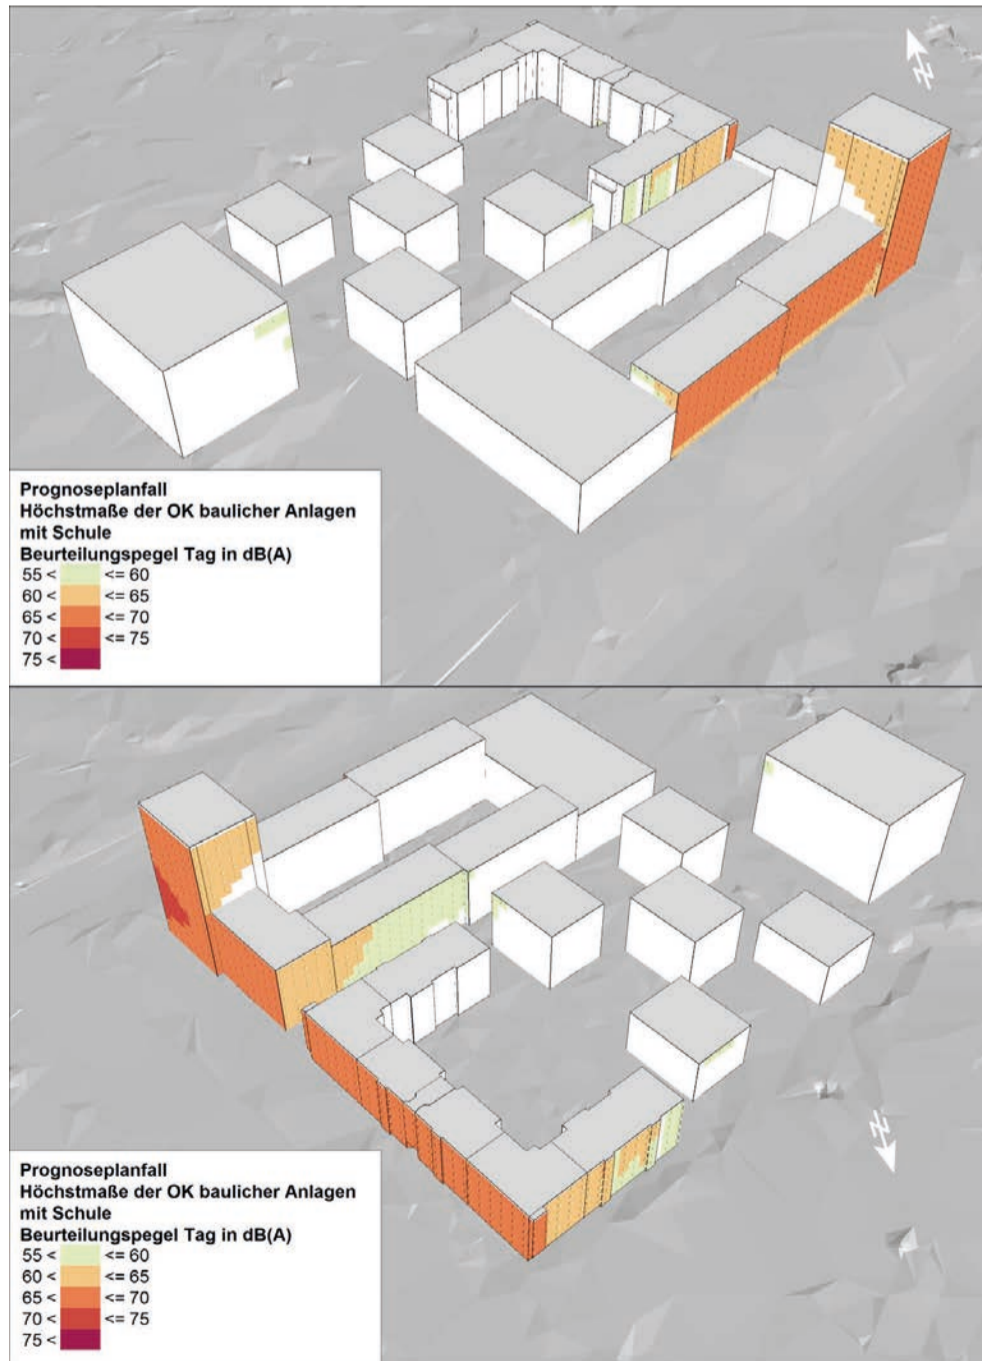 N
Prognoseplanfall
Höchstmaße der OK baulicher Anlagen
mit Schule
Beurteilungspegel Tag in dB(A)
55 < <= 60
60 < <= 65
65 < <= 70
70 < <= 75
75 <
N
Prognoseplanfall
Höchstmaße der OK baulicher Anlagen
mit Schule
Beurteilungspegel Tag in dB(A)
55 < <= 60
60 < <= 65
65 < <= 70
70 < <= 75
75 <